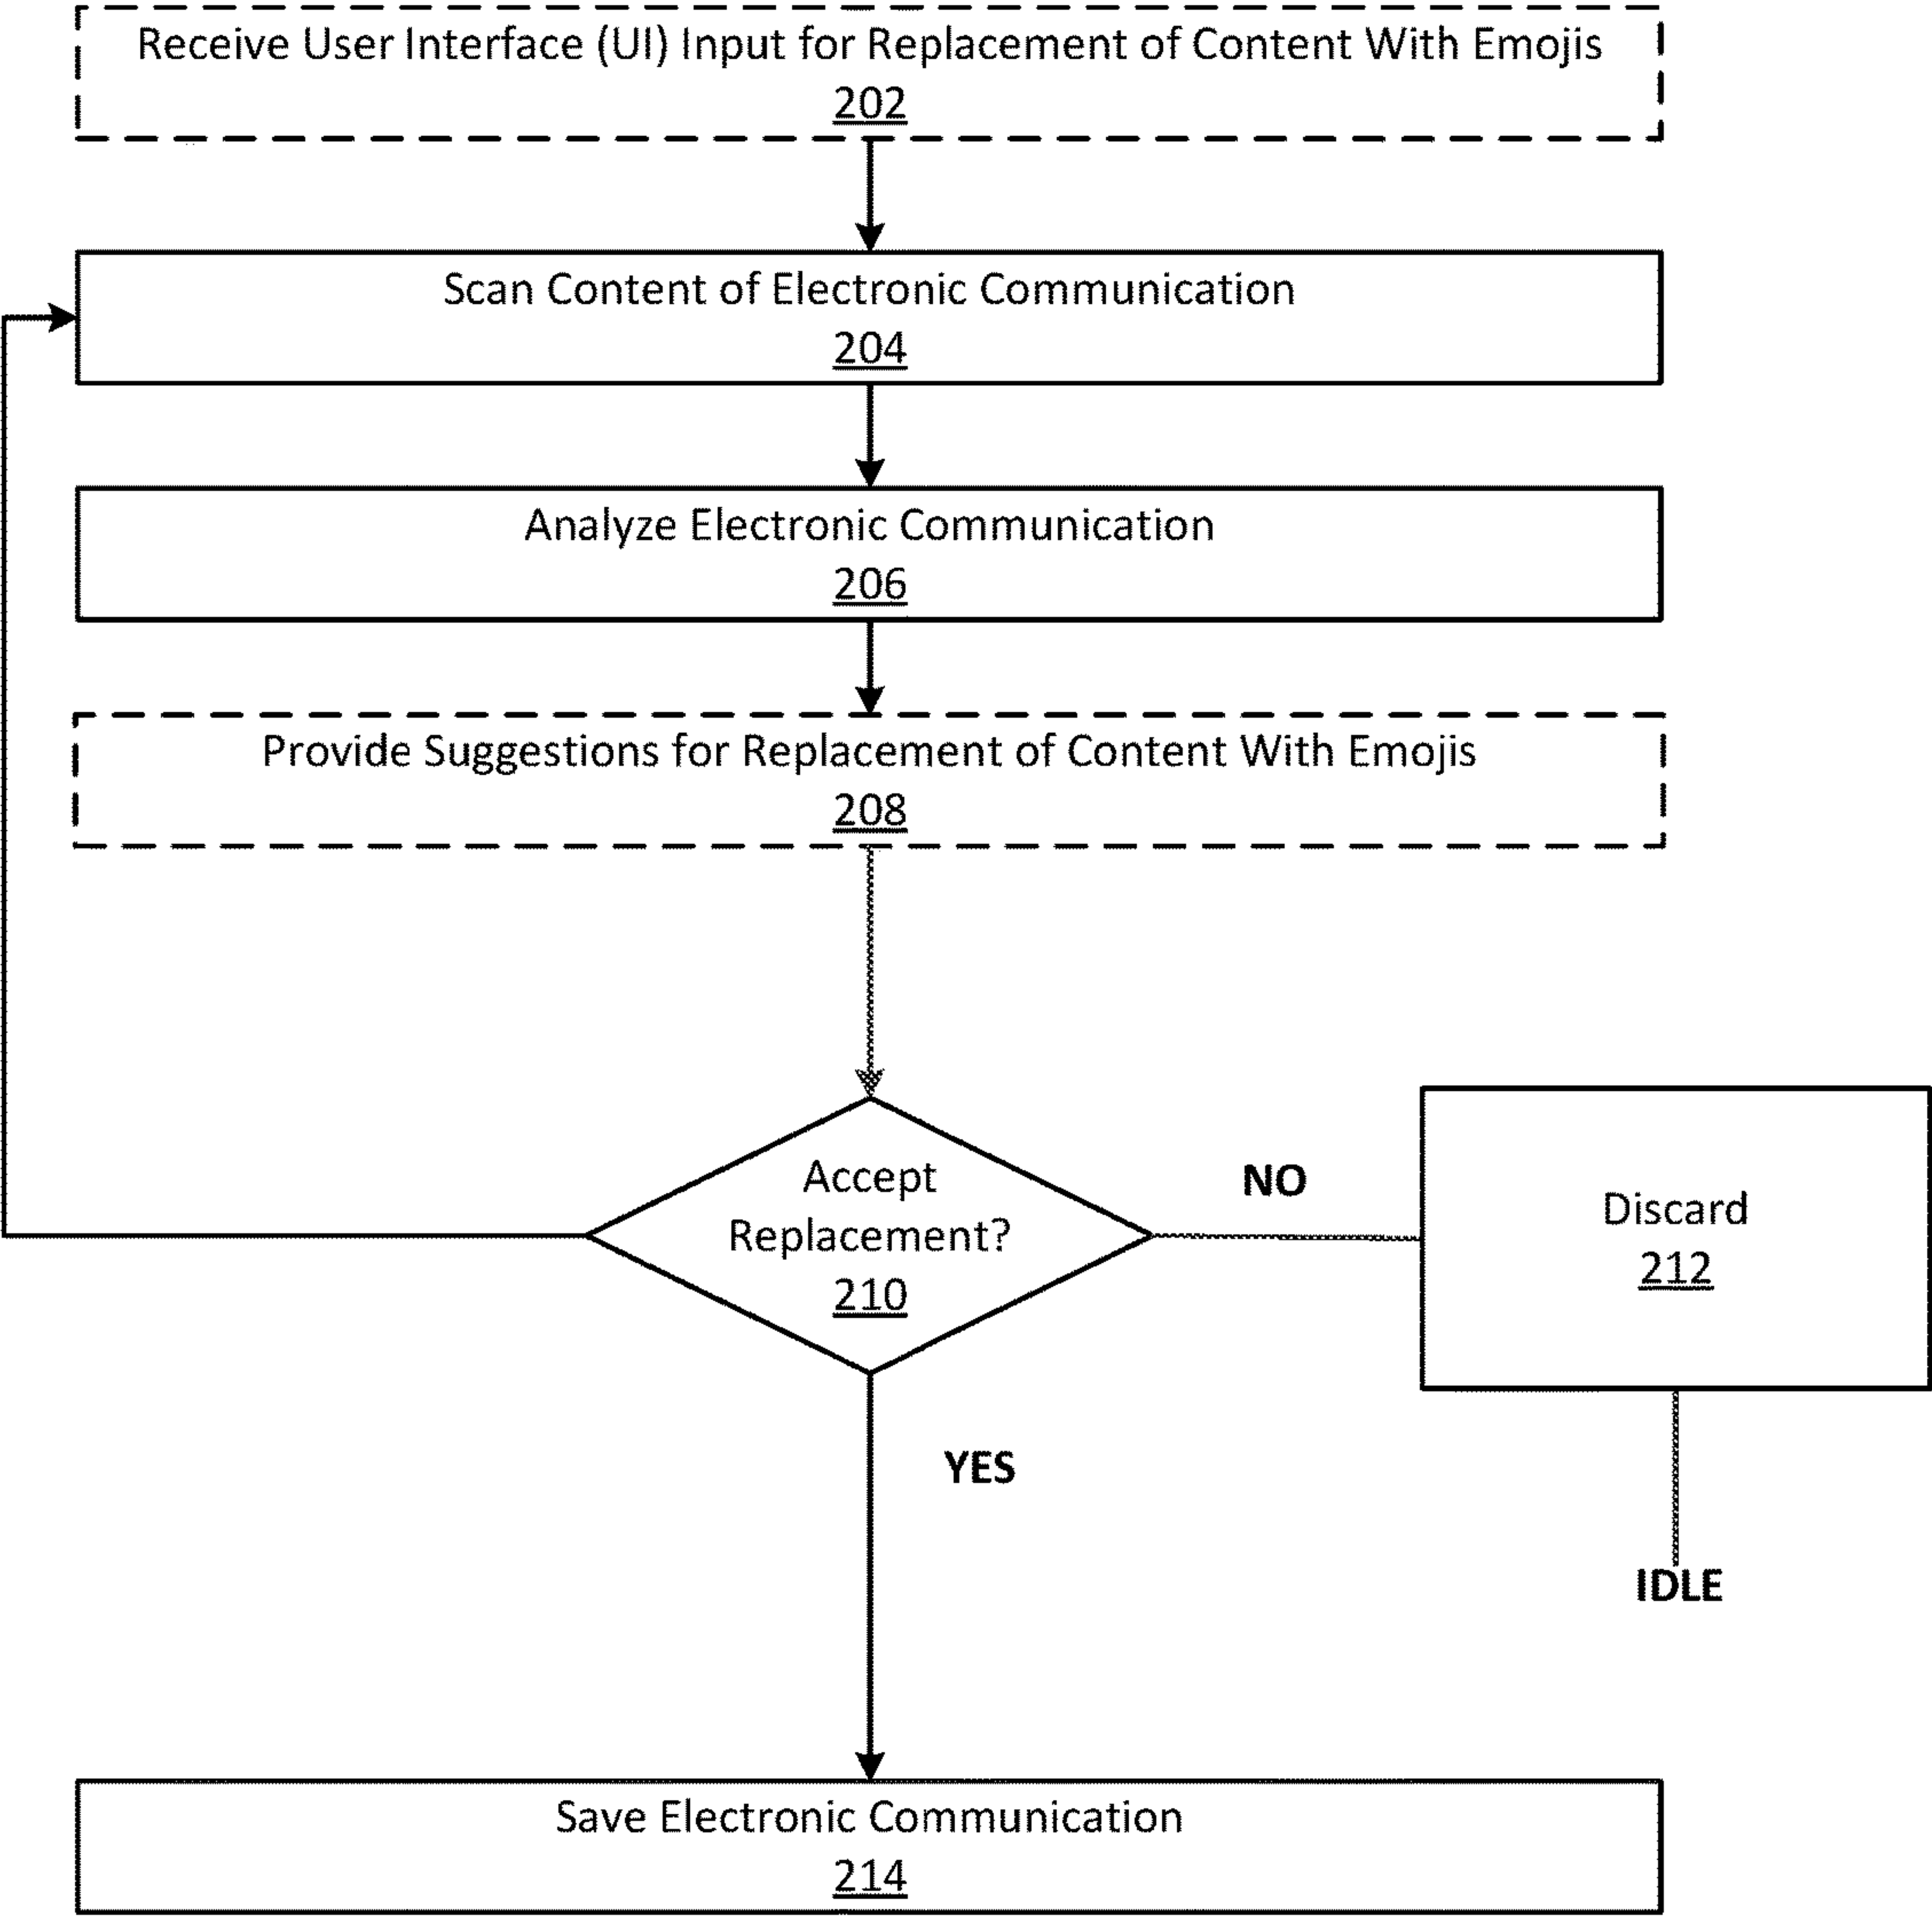 Receive User Interface (UI) Input for Replacement of Content With Emojis
202
Scan Content of Electronic Communication
204
Analyze Electronic Communication
206
Provide Suggestions for Replacement of Content With Emojis
208
Accept
Replacement?
210
NO
Discard
212
YES
IDLE
Save Electronic Communication
214